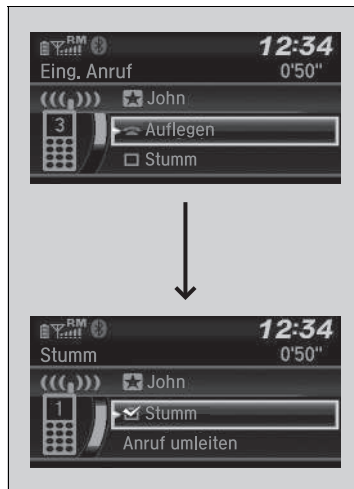 RM 12:34
Eing. Anruf 0'50"
John
3
Auflegen
Stumm
RM 12:34
Stumm 0'50"
John
1
Stumm
Anruf umleiten